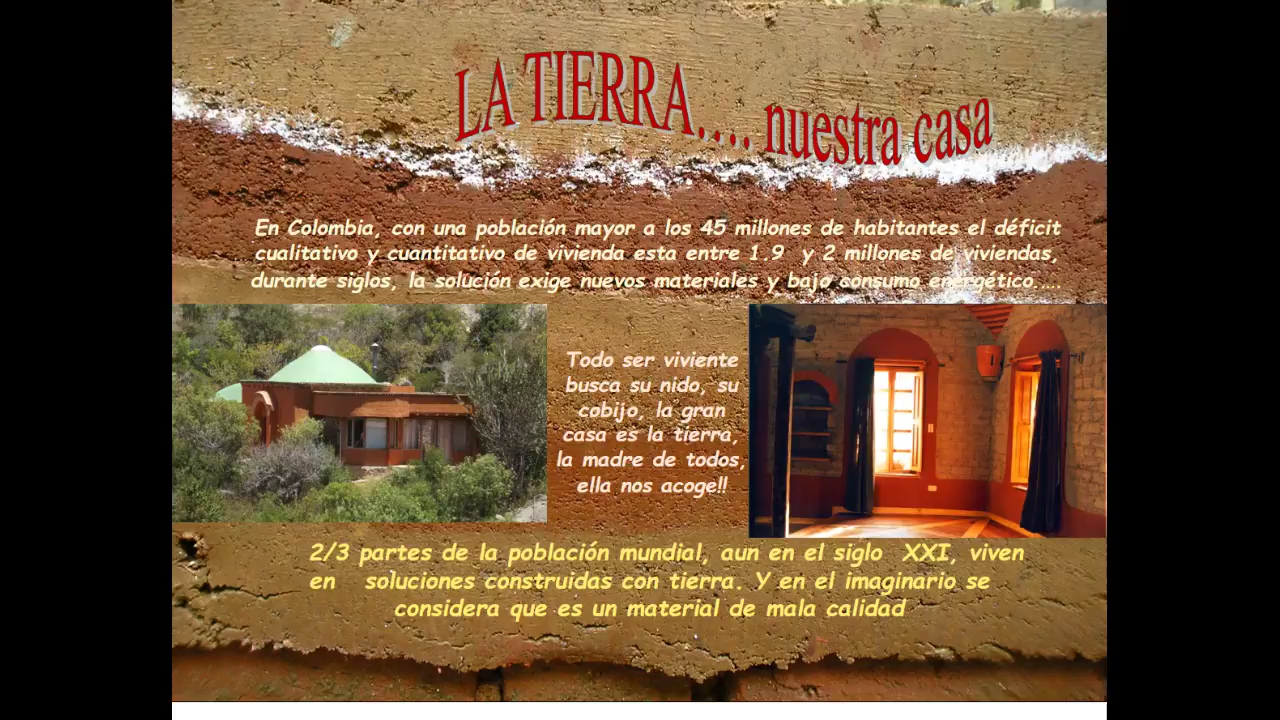 LA TIERRA.... nuestra casa
En Colombia, con una población mayor a los 45 millones de habitantes el déficit
cualitativo y cuantitativo de vivienda esta entre 1.9 y 2 millones de viviendas,
durante siglos, la solución exige nuevos materiales y bajo consumo energético.....
Todo ser viviente
busca su nido, su
cobijo, la gran
casa es la tierra,
la madre de todos,
ella nos acoge!!
2/3 partes de la población mundial, aun en el siglo XXI, viven
en soluciones construidas con tierra. Y en el imaginario se
considera que es un material de mala calidad